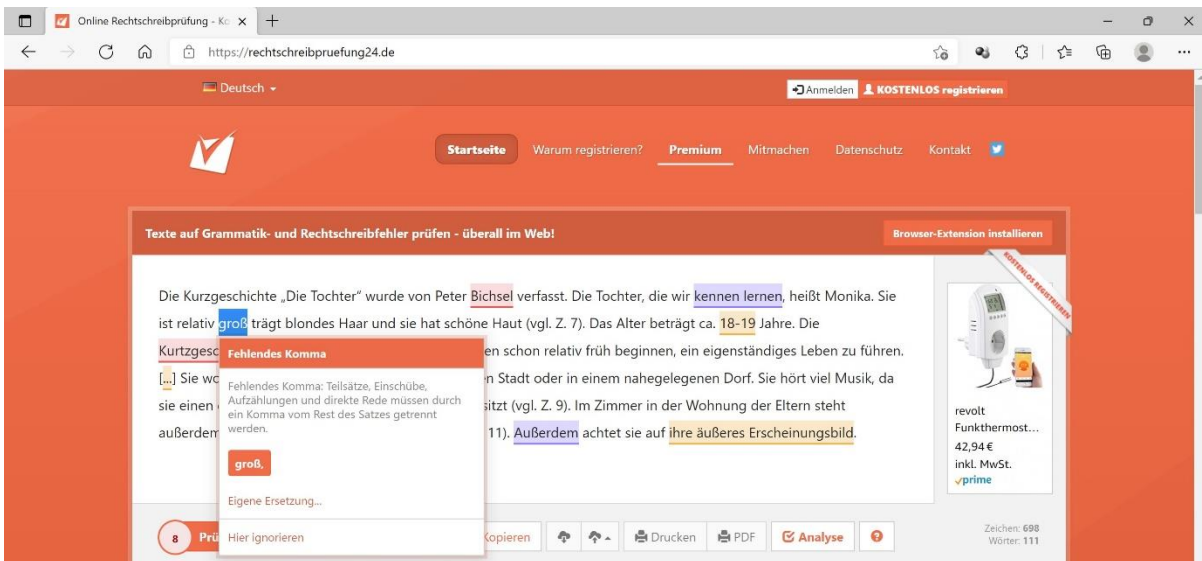 Online Rechtschreibprüfung - Ko
https://rechtschreibpruefung24.de
Deutsch
Anmelden KOSTENLOS registrieren
Startseite Warum registrieren? Premium Mitmachen Datenschutz Kontakt
Texte auf Grammatik- und Rechtschreibfehler prüfen - überall im Web!
Browser-Extension installieren
KOSTENLOS REGISTRIEREN
Die Kurzgeschichte „Die Tochter“ wurde von Peter Bichsel verfasst. Die Tochter, die wir kennen lernen, heißt Monika. Sie
ist relativ groß trägt blondes Haar und sie hat schöne Haut (vgl. Z. 7). Das Alter beträgt ca. 18-19 Jahre. Die
Kurtzgesc en schon relativ früh beginnen, ein eigenständiges Leben zu führen.
[...] Sie wo n Stadt oder in einem nahegelegenen Dorf. Sie hört viel Musik, da
sie einen sitzt (vgl. Z. 9). Im Zimmer in der Wohnung der Eltern steht
außerdem 11). Außerdem achtet sie auf ihre äußeres Erscheinungsbild.
Fehlendes Komma
Fehlendes Komma: Teilsätze, Einschübe,
Aufzählungen und direkte Rede müssen durch
ein Komma vom Rest des Satzes getrennt
werden.
groß,
Eigene Ersetzung...
Hier ignorieren
revolt
Funkthermost...
42,94 €
inkl. MwSt.
prime
8 Prü Kopieren Drucken PDF Analyse
Zeichen: 698
Wörter: 111